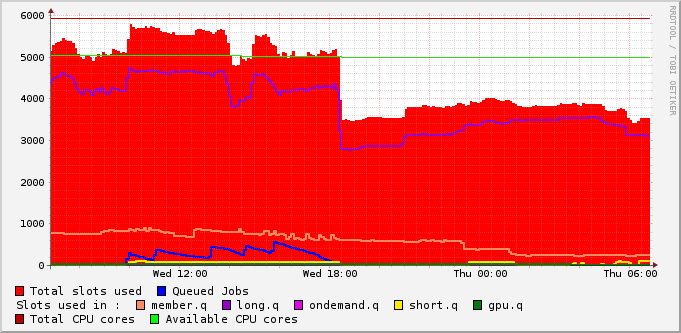 RRDTOOL / TOBI OETIKER
6000
5000
4000
3000
2000
1000
0
Wed 12:00 Wed 18:00 Thu 00:00 Thu 06:00
Total slots used Queued Jobs
Slots used in : member.q long.q ondemand.q short.q gpu.q
Total CPU cores Available CPU cores